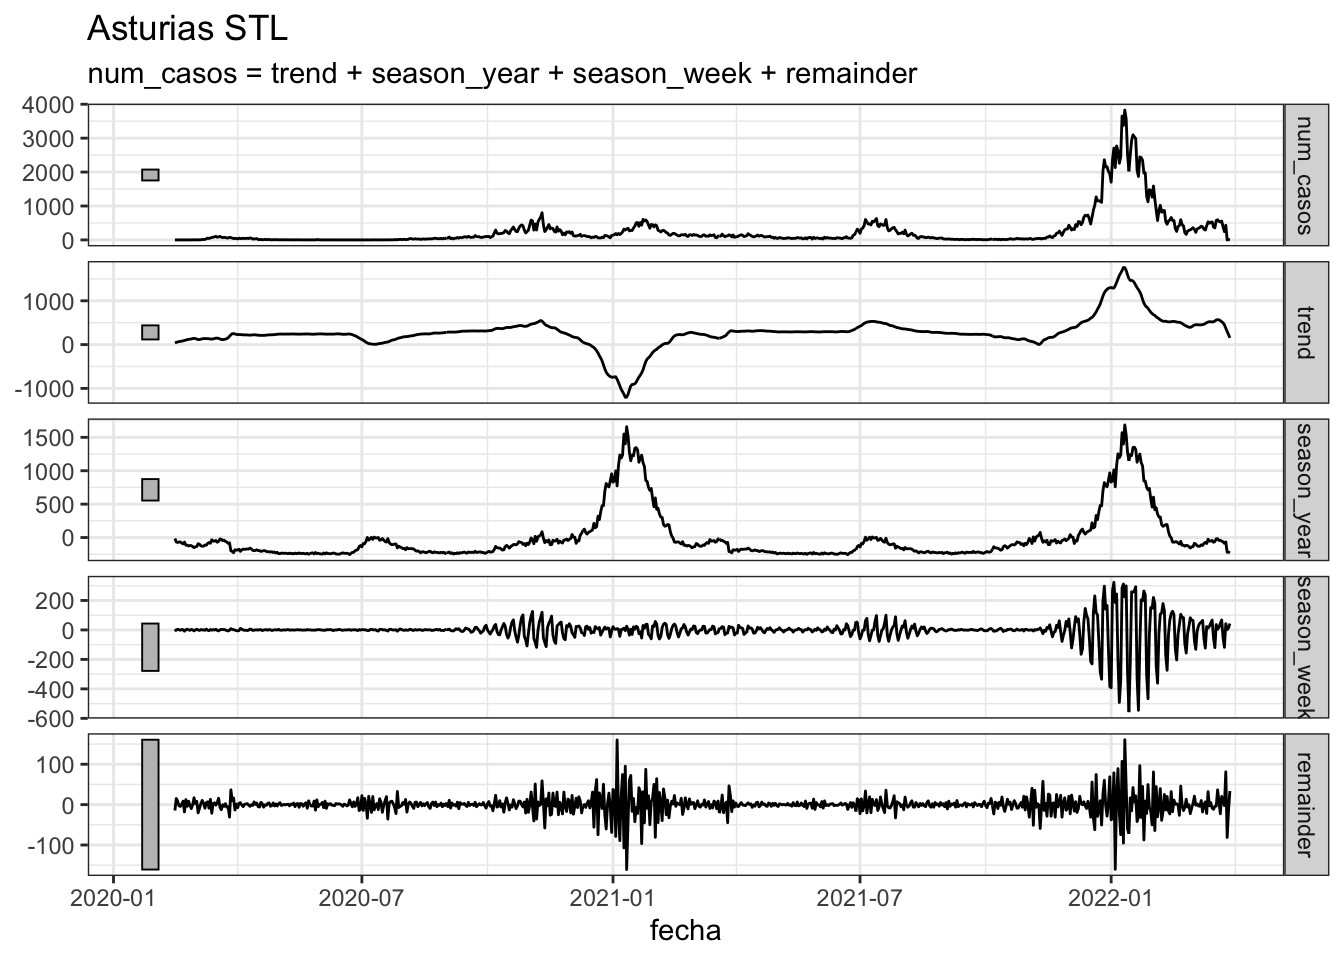 Asturias STL
num_casos = trend + season_year + season_week + remainder
4000
3000
2000
1000
0
num_casos
1000
0
-1000
trend
1500
1000
500
0
season_year
200
0
-200
-400
-600
season_week
100
0
-100
remainder
2020-01 2020-07 2021-01 2021-07 2022-01
fecha